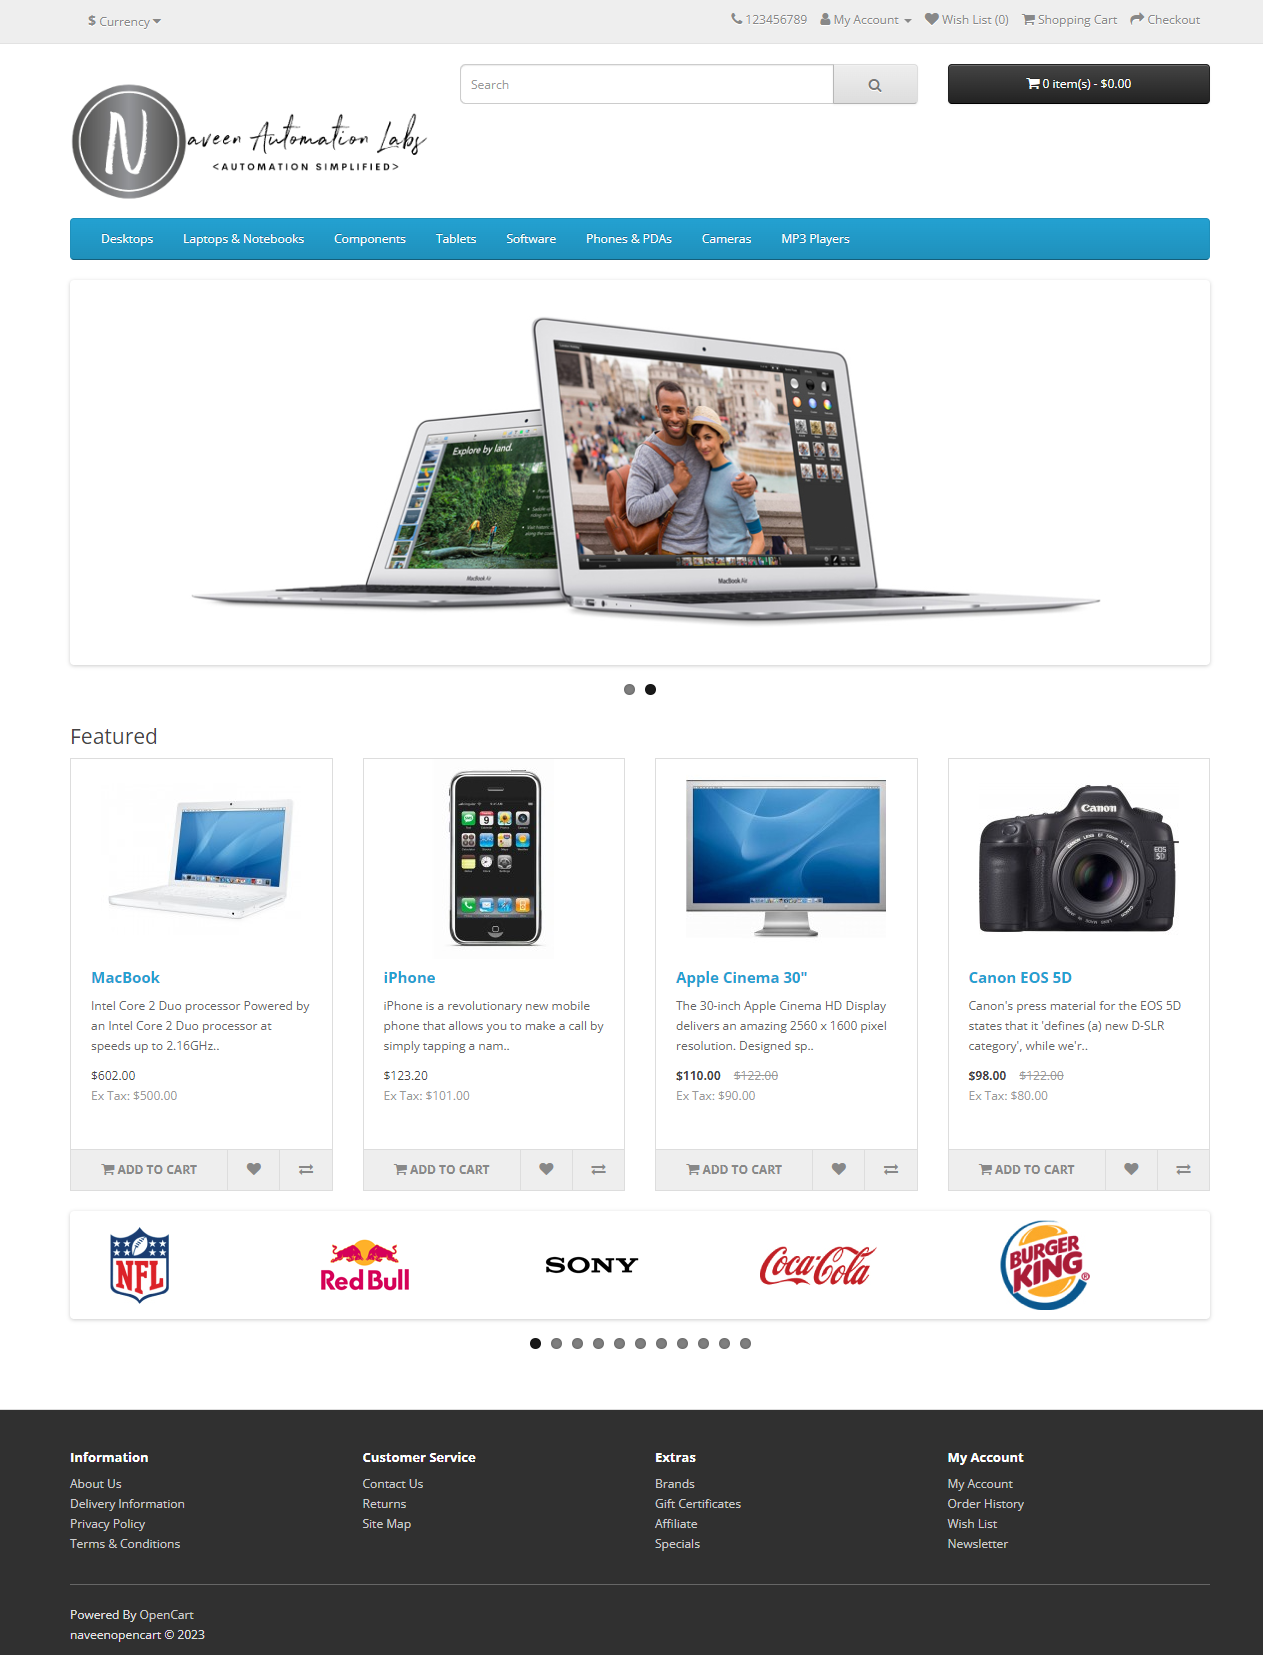 $ Currency
123456789 My Account Wish List (0) Shopping Cart Checkout
Search
0 item(s) - $0.00
N
aveen Automation Labs
<AUTOMATION SIMPLIFIED>
Desktops Laptops & Notebooks Components Tablets Software Phones & PDAs Cameras MP3 Players
Explore by land.
MacBook Air
MacBook Air
Featured
Canon
EOS
5D
MacBook
Intel Core 2 Duo processor Powered by
an Intel Core 2 Duo processor at
speeds up to 2.16GHz..
$602.00
Ex Tax: $500.00
ADD TO CART
iPhone
iPhone is a revolutionary new mobile
phone that allows you to make a call by
simply tapping a nam..
$123.20
Ex Tax: $101.00
ADD TO CART
Apple Cinema 30"
The 30-inch Apple Cinema HD Display
delivers an amazing 2560 x 1600 pixel
resolution. Designed sp..
$110.00 $122.00
Ex Tax: $90.00
ADD TO CART
Canon EOS 5D
Canon's press material for the EOS 5D
states that it 'defines (a) new D-SLR
category', while we'r..
$98.00 $122.00
Ex Tax: $80.00
ADD TO CART
NFL
Red Bull
SONY
Coca-Cola
BURGER
KING®
Information
About Us
Delivery Information
Privacy Policy
Terms & Conditions
Customer Service
Contact Us
Returns
Site Map
Extras
Brands
Gift Certificates
Affiliate
Specials
My Account
My Account
Order History
Wish List
Newsletter
Powered By OpenCart
naveenopencart © 2023